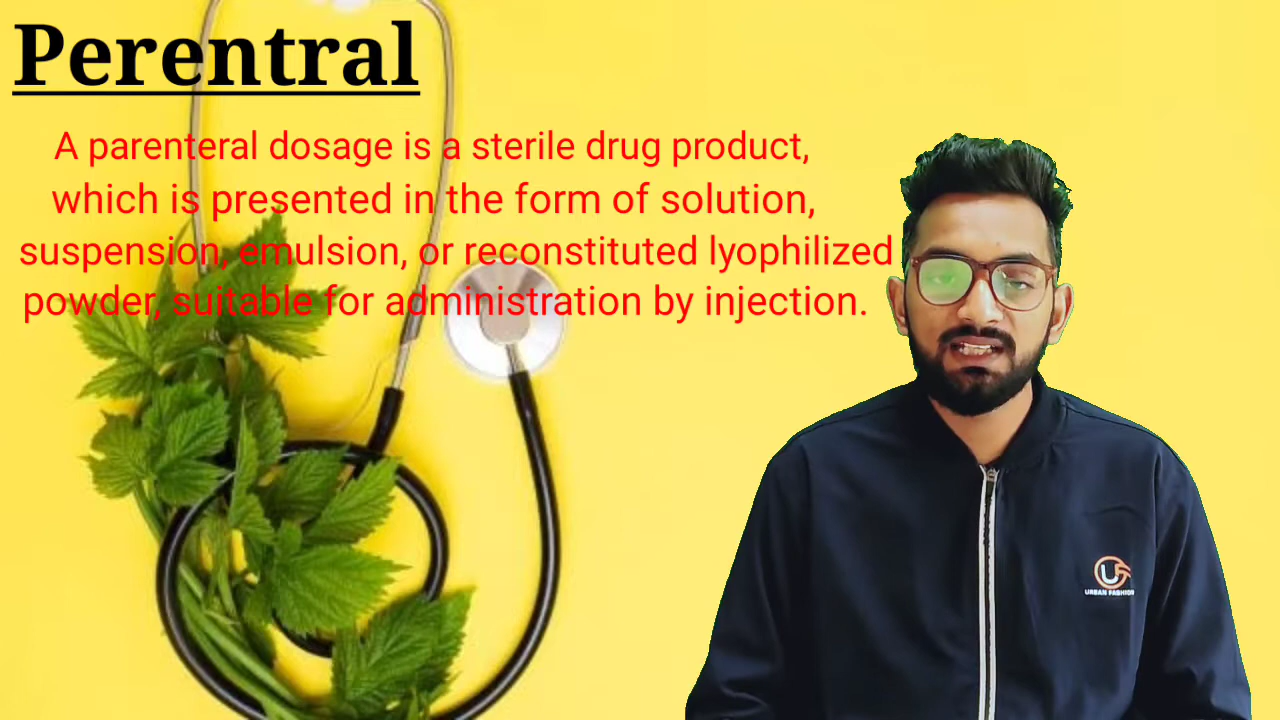 Perentral
A parenteral dosage is a sterile drug product,
which is presented in the form of solution,
suspension, emulsion, or reconstituted lyophilized
powder, suitable for administration by injection.
URBAN FASHION